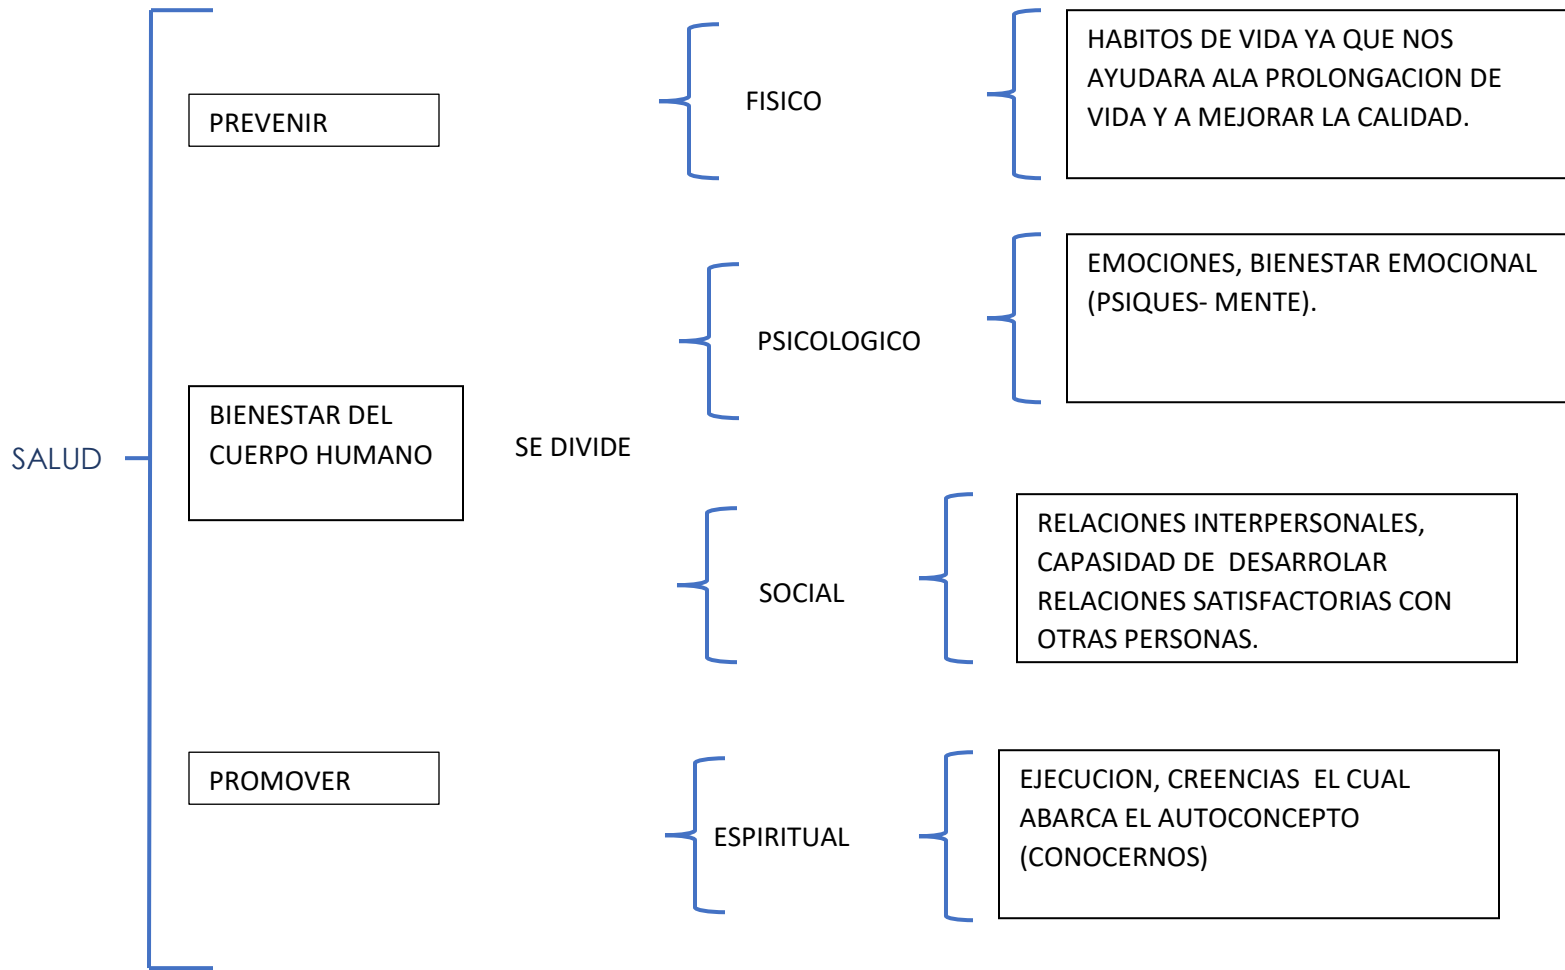 SALUD
PREVENIR
BIENESTAR DEL
CUERPO HUMANO
PROMOVER
SE DIVIDE
FISICO
HABITOS DE VIDA YA QUE NOS
AYUDARA ALA PROLONGACION DE
VIDA Y A MEJORAR LA CALIDAD.
PSICOLOGICO
EMOCIONES, BIENESTAR EMOCIONAL
(PSIQUES- MENTE).
SOCIAL
RELACIONES INTERPERSONALES,
CAPASIDAD DE  DESARROLAR
RELACIONES SATISFACTORIAS CON
OTRAS PERSONAS.
ESPIRITUAL
EJECUCION, CREENCIAS  EL CUAL
ABARCA EL AUTOCONCEPTO
(CONOCERNOS)